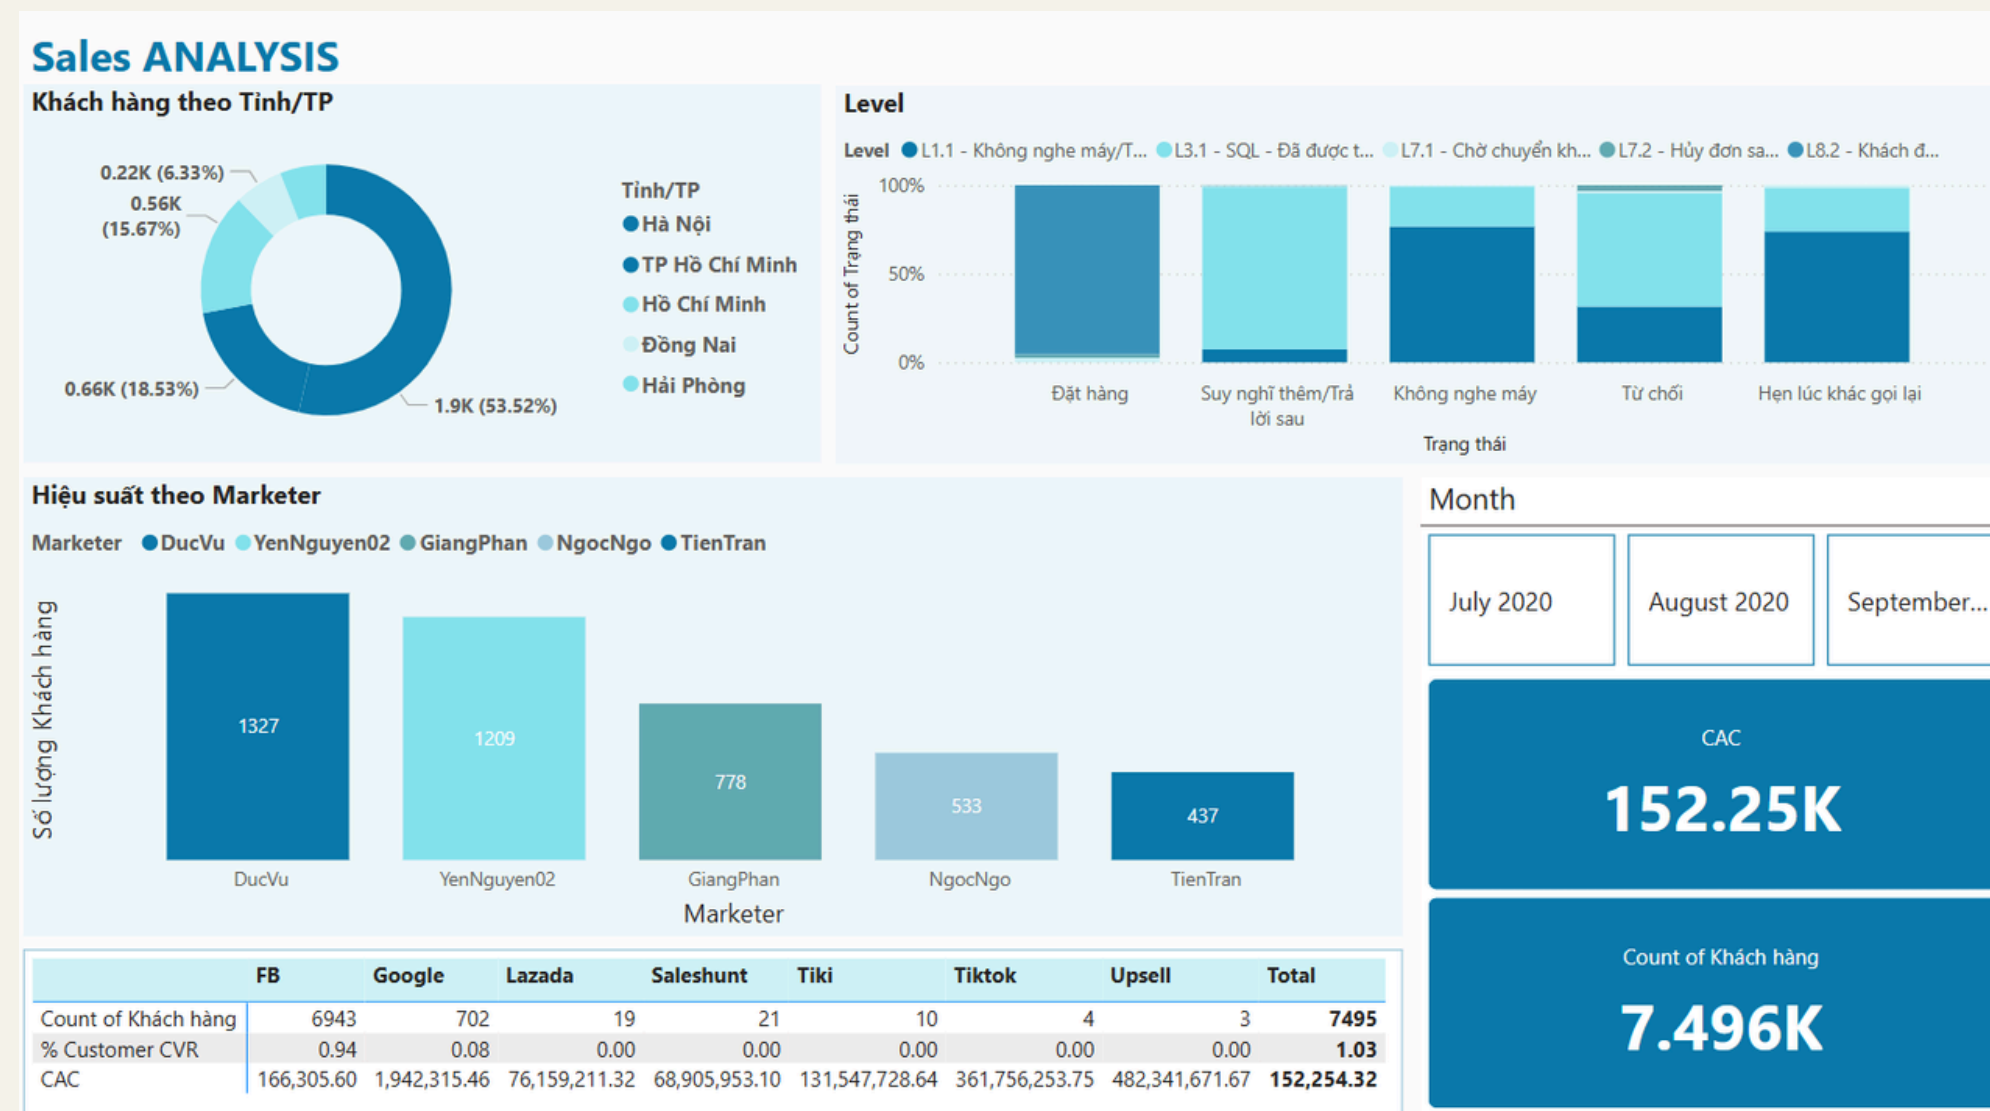 Sales ANALYSIS
Khách hàng theo Tỉnh/TP
0.22K (6.33%)
0.56K
(15.67%)
0.66K (18.53%)
1.9K (53.52%)
Tỉnh/TP
Hà Nội
TP Hồ Chí Minh
Hồ Chí Minh
Đồng Nai
Hải Phòng
Level
Level L1.1 - Không nghe máy/T... L3.1 - SQL - Đã được t... L7.1 - Chờ chuyển kh... L7.2 - Hủy đơn sa... L8.2 - Khách đ...
Count of Trạng thái
100%
50%
0%
Đặt hàng
Suy nghĩ thêm/Trả
lời sau
Không nghe máy
Từ chối
Hẹn lúc khác gọi lại
Trạng thái
Hiệu suất theo Marketer
Marketer DucVu YenNguyen02 GiangPhan NgocNgo TienTran
Số lượng Khách hàng
1327
1209
778
533
437
DucVu YenNguyen02 GiangPhan NgocNgo TienTran
Marketer
Month
July 2020
August 2020
September...
CAC
152.25K
Count of Khách hàng
7.496K
FB Google Lazada Saleshunt Tiki Tiktok Upsell Total
Count of Khách hàng 6943 702 19 21 10 4 3 7495
% Customer CVR 0.94 0.08 0.00 0.00 0.00 0.00 0.00 1.03
CAC 166,305.60 1,942,315.46 76,159,211.32 68,905,953.10 131,547,728.64 361,756,253.75 482,341,671.67 152,254.32